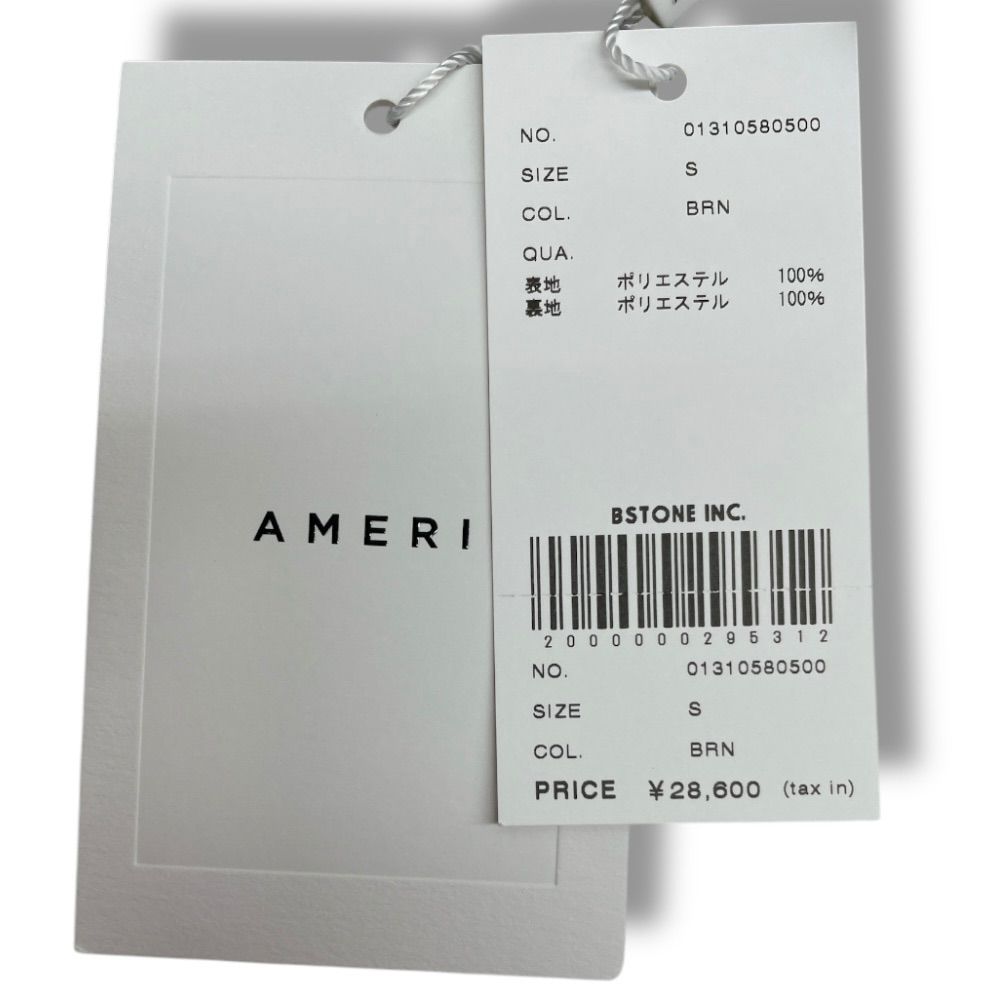 AMERI
NO. 01310580500
SIZE S
COL. BRN
QUA.
表地 ポリエステル 100%
裏地 ポリエステル 100%
BSTONE INC.
2000000295312
NO. 01310580500
SIZE S
COL. BRN
PRICE ¥28,600 (tax in)